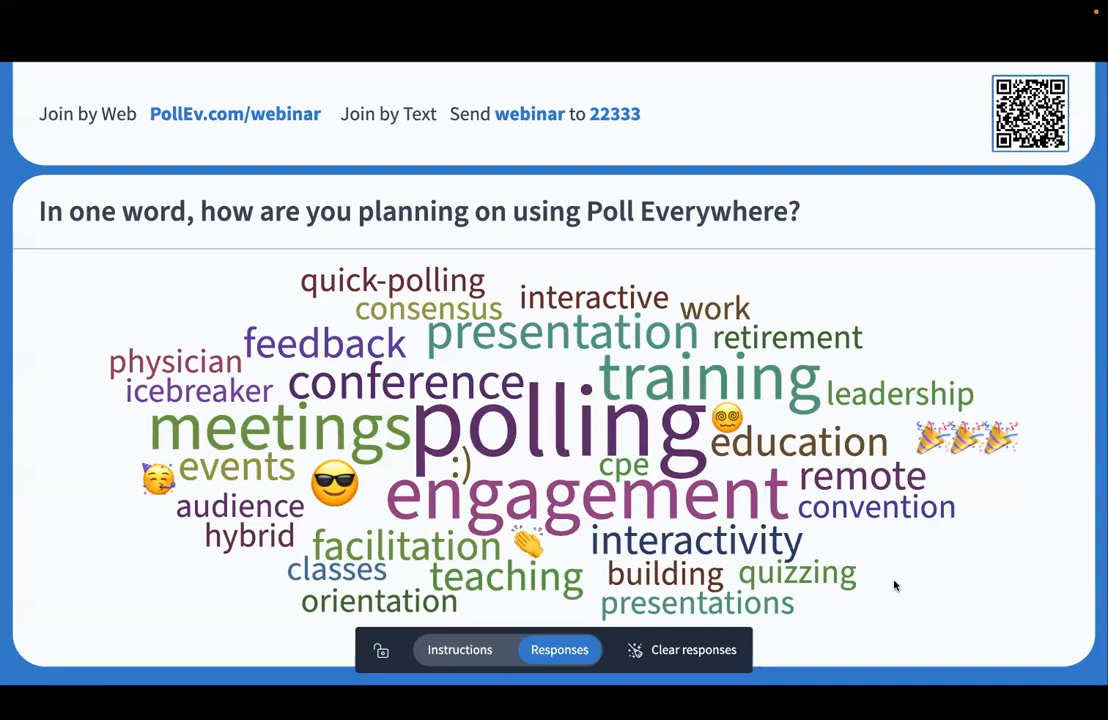 Join by Web PollEv.com/webinar Join by Text Send webinar to 22333
In one word, how are you planning on using Poll Everywhere?
quick-polling
consensus
interactive
work
feedback
presentation
retirement
physician
icebreaker
conference
training
leadership
meetings
polling
😵‍💫
education
🎉🎉🎉
🥳
events
😎
:)
cpe
remote
audience
engagement
convention
hybrid
facilitation
👏
interactivity
classes
teaching
building
quizzing
orientation
presentations
Instructions Responses Clear responses